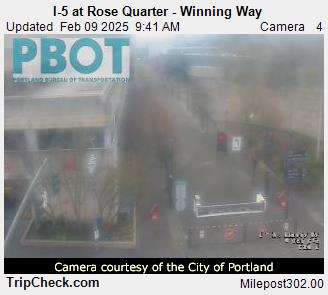 I-5 at Rose Quarter - Winning Way
Updated Feb 09 2025 9:41 AM Camera 4
PBOT
PORTLAND BUREAU OF TRANSPORTATION
Camera courtesy of the City of Portland
TripCheck.com Milepost302.00